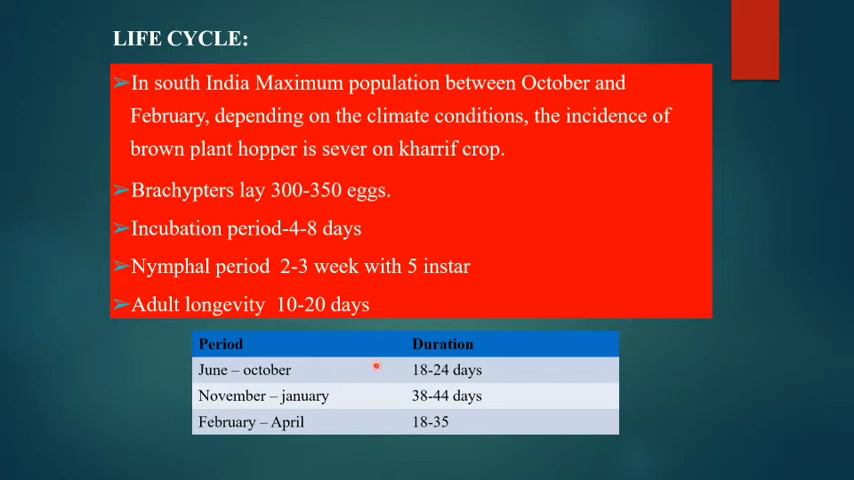 LIFE CYCLE:
➢In south India Maximum population between October and
February, depending on the climate conditions, the incidence of
brown plant hopper is sever on kharrif crop.
➢Brachypters lay 300-350 eggs.
➢Incubation period-4-8 days
➢Nymphal period 2-3 week with 5 instar
➢Adult longevity 10-20 days
Period Duration
June – october 18-24 days
November – january 38-44 days
February – April 18-35